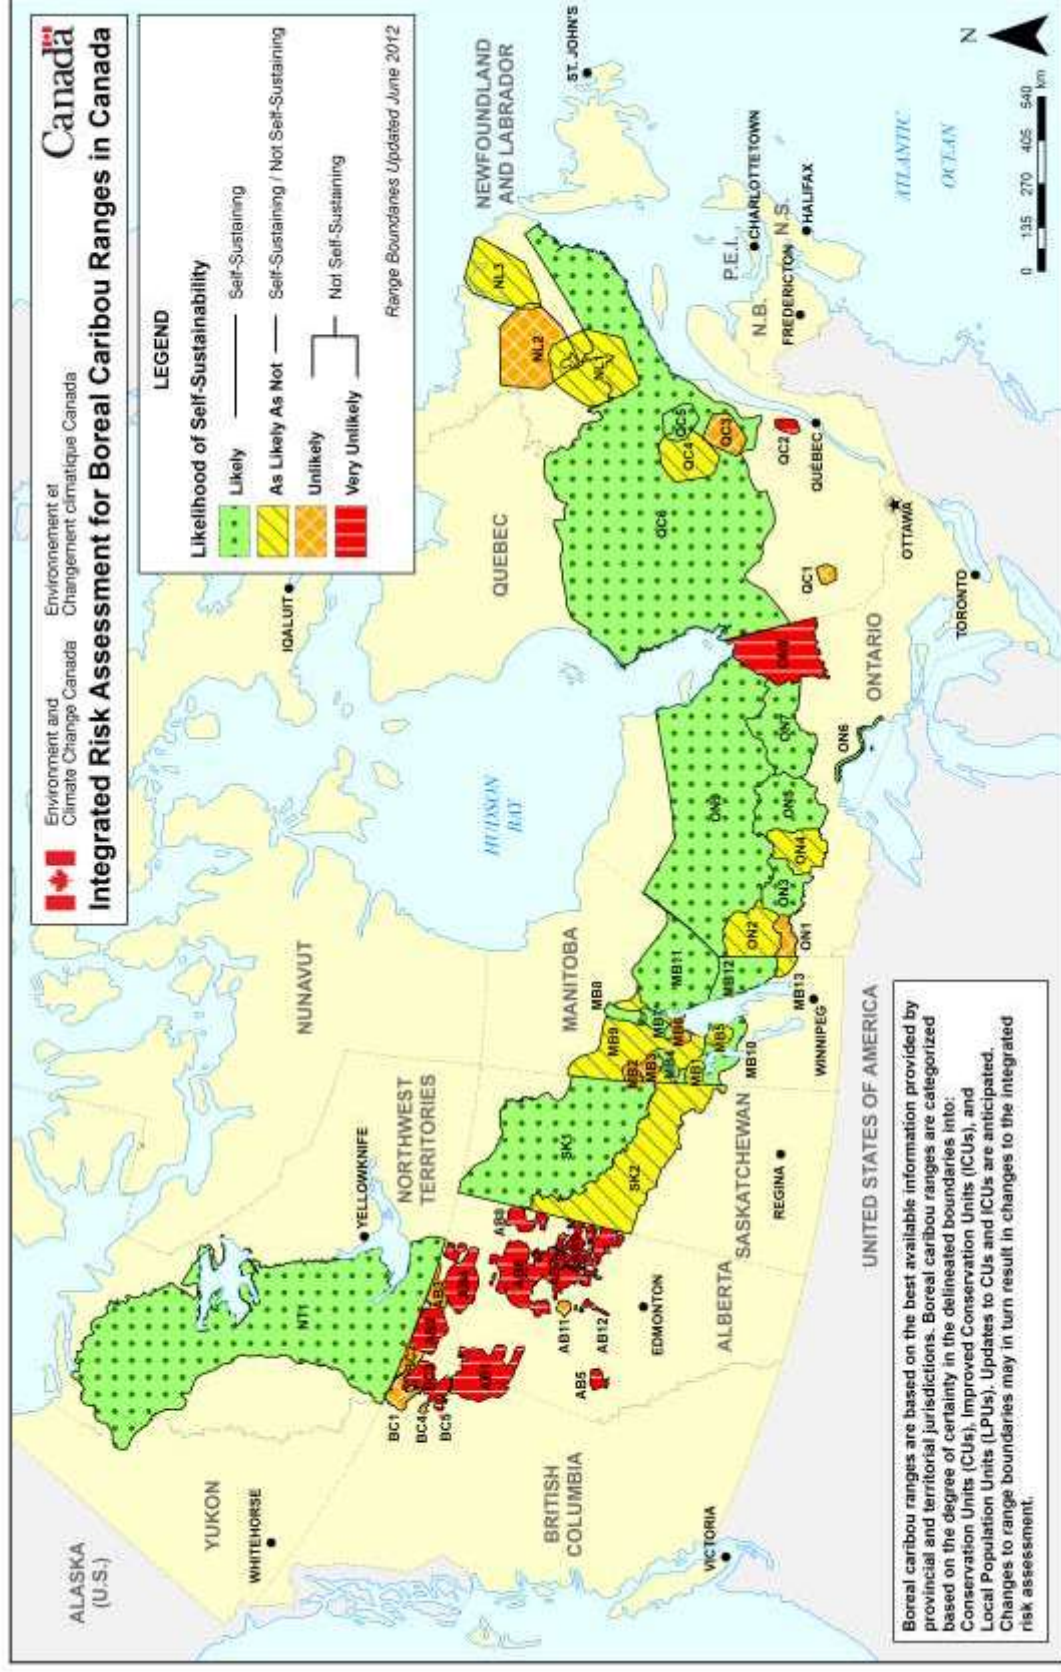 Environment and
Climate Change Canada
Environnement et
Changement climatique Canada
Canada
Integrated Risk Assessment for Boreal Caribou Ranges in Canada
LEGEND
Likelihood of Self-Sustainability
Likely
Self-Sustaining
As Likely As Not
Self-Sustaining / Not Self-Sustaining
Unlikely
Very Unlikely
Not Self-Sustaining
Range Boundaries Updated June 2012
ALASKA
(U.S.)
YUKON
WHITEHORSE
NUNAVUT
IQALUIT
NORTHWEST
TERRITORIES
YELLOWKNIFE
NT1
HUDSON
BAY
BRITISH
COLUMBIA
VICTORIA
BC1
BC4
BC5
ALBERTA
EDMONTON
AB5
AB8
AB11
AB12
SASKATCHEWAN
REGINA
SK1
SK2
MANITOBA
WINNIPEG
MB1
MB2
MB3
MB4
MB5
MB6
MB7
MB8
MB9
MB10
MB11
MB12
MB13
ONTARIO
TORONTO
OTTAWA
ON1
ON2
ON3
ON4
ON5
ON6
ON7
ON9
QUEBEC
QUÉBEC
QC1
QC2
QC3
QC4
QC5
QC6
NEWFOUNDLAND
AND LABRADOR
ST. JOHN'S
NL1
NL2
NL3
P.E.I.
CHARLOTTETOWN
N.B.
FREDERICTON
N.S.
HALIFAX
ATLANTIC
OCEAN
UNITED STATES OF AMERICA
N
0 135 270 405 540
km
Boreal caribou ranges are based on the best available information provided by
provincial and territorial jurisdictions. Boreal caribou ranges are categorized
based on the degree of certainty in the delineated boundaries into:
Conservation Units (CUs), Improved Conservation Units (ICUs), and
Local Population Units (LPUs). Updates to CUs and ICUs are anticipated.
Changes to range boundaries may in turn result in changes to the integrated
risk assessment.